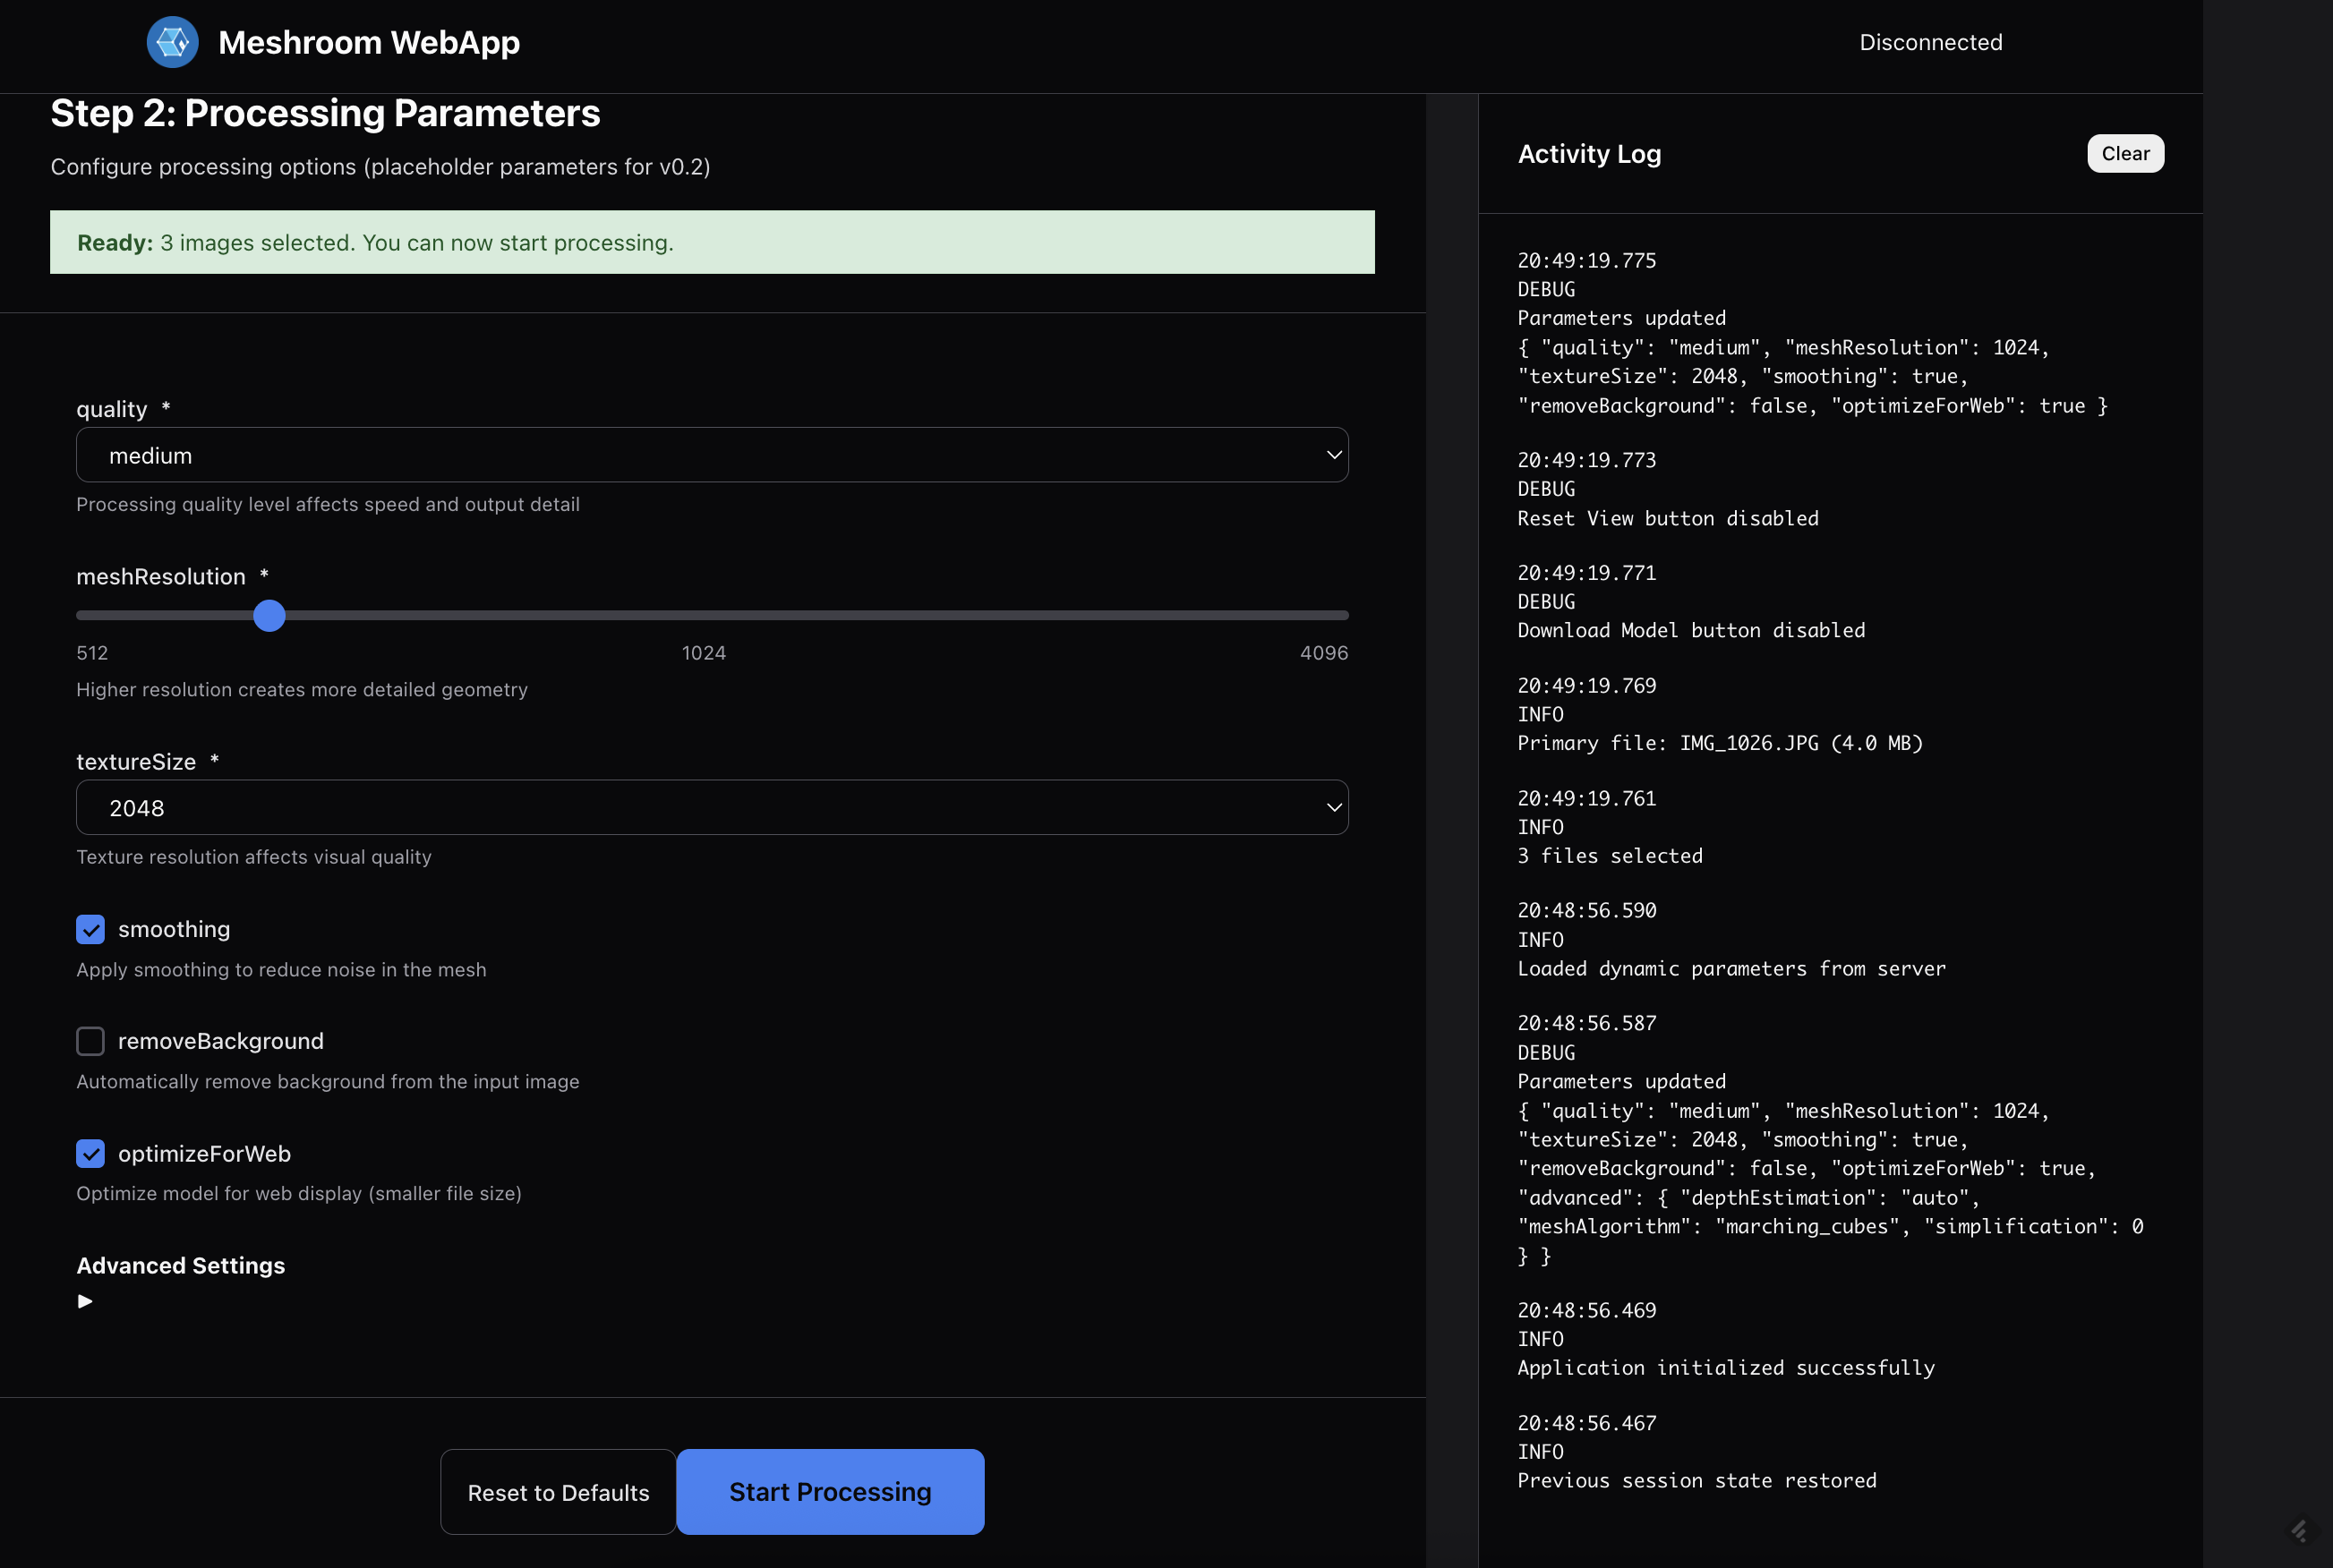 Meshroom WebApp
Disconnected
Step 2: Processing Parameters
Configure processing options (placeholder parameters for v0.2)
Ready: 3 images selected. You can now start processing.
quality *
medium
Processing quality level affects speed and output detail
meshResolution *
512 1024 4096
Higher resolution creates more detailed geometry
textureSize *
2048
Texture resolution affects visual quality
smoothing
Apply smoothing to reduce noise in the mesh
removeBackground
Automatically remove background from the input image
optimizeForWeb
Optimize model for web display (smaller file size)
Advanced Settings
Reset to Defaults
Start Processing
Activity Log
Clear
20:49:19.775
DEBUG
Parameters updated
{ "quality": "medium", "meshResolution": 1024,
"textureSize": 2048, "smoothing": true,
"removeBackground": false, "optimizeForWeb": true }
20:49:19.773
DEBUG
Reset View button disabled
20:49:19.771
DEBUG
Download Model button disabled
20:49:19.769
INFO
Primary file: IMG_1026.JPG (4.0 MB)
20:49:19.761
INFO
3 files selected
20:48:56.590
INFO
Loaded dynamic parameters from server
20:48:56.587
DEBUG
Parameters updated
{ "quality": "medium", "meshResolution": 1024,
"textureSize": 2048, "smoothing": true,
"removeBackground": false, "optimizeForWeb": true,
"advanced": { "depthEstimation": "auto",
"meshAlgorithm": "marching_cubes", "simplification": 0
} }
20:48:56.469
INFO
Application initialized successfully
20:48:56.467
INFO
Previous session state restored